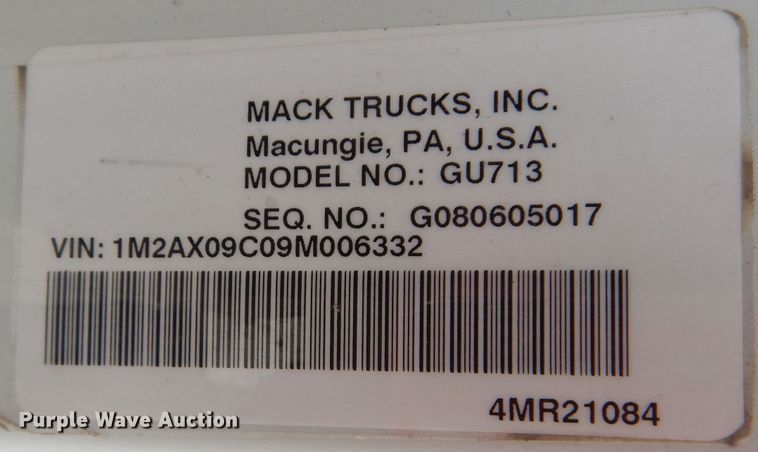 MACK TRUCKS, INC.
Macungie, PA, U.S.A.
MODEL NO.: GU713
SEQ. NO.: G080605017
VIN: 1M2AX09C09M006332
4MR21084
Purple Wave Auction